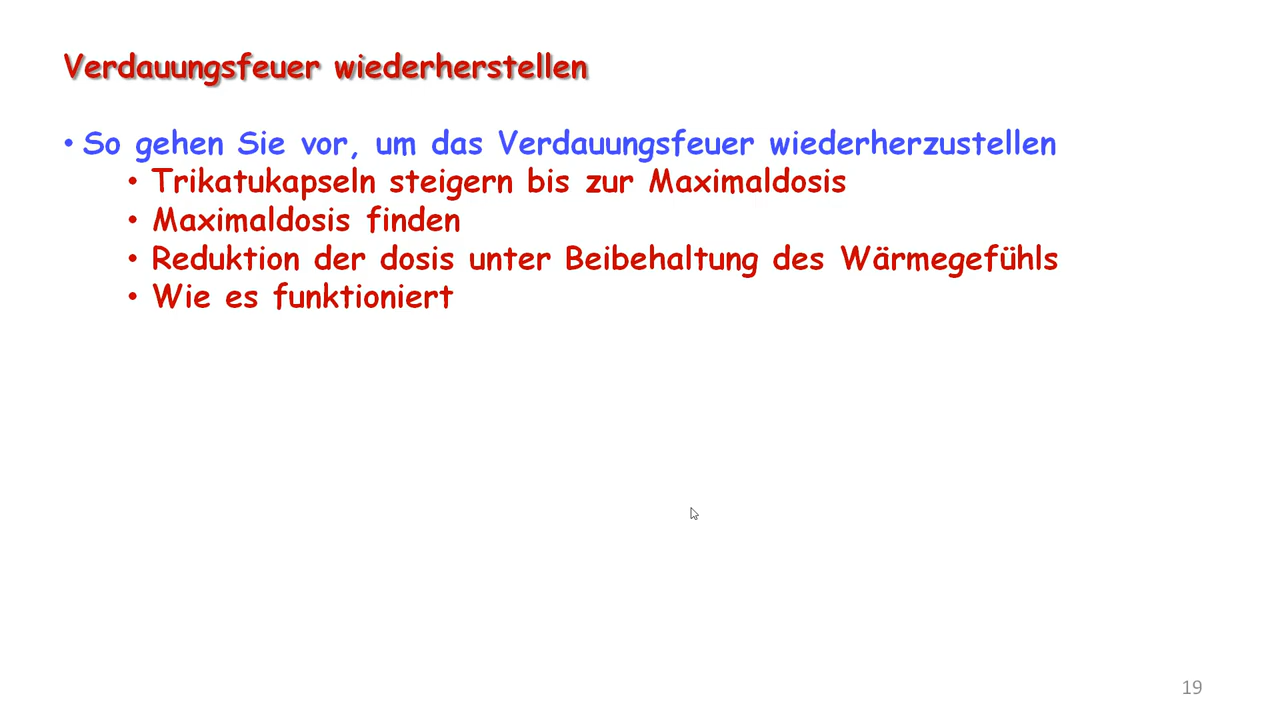 Verdauungsfeuer wiederherstellen
• So gehen Sie vor, um das Verdauungsfeuer wiederherzustellen
• Trikatukapseln steigern bis zur Maximaldosis
• Maximaldosis finden
• Reduktion der dosis unter Beibehaltung des Wärmegefühls
• Wie es funktioniert
19